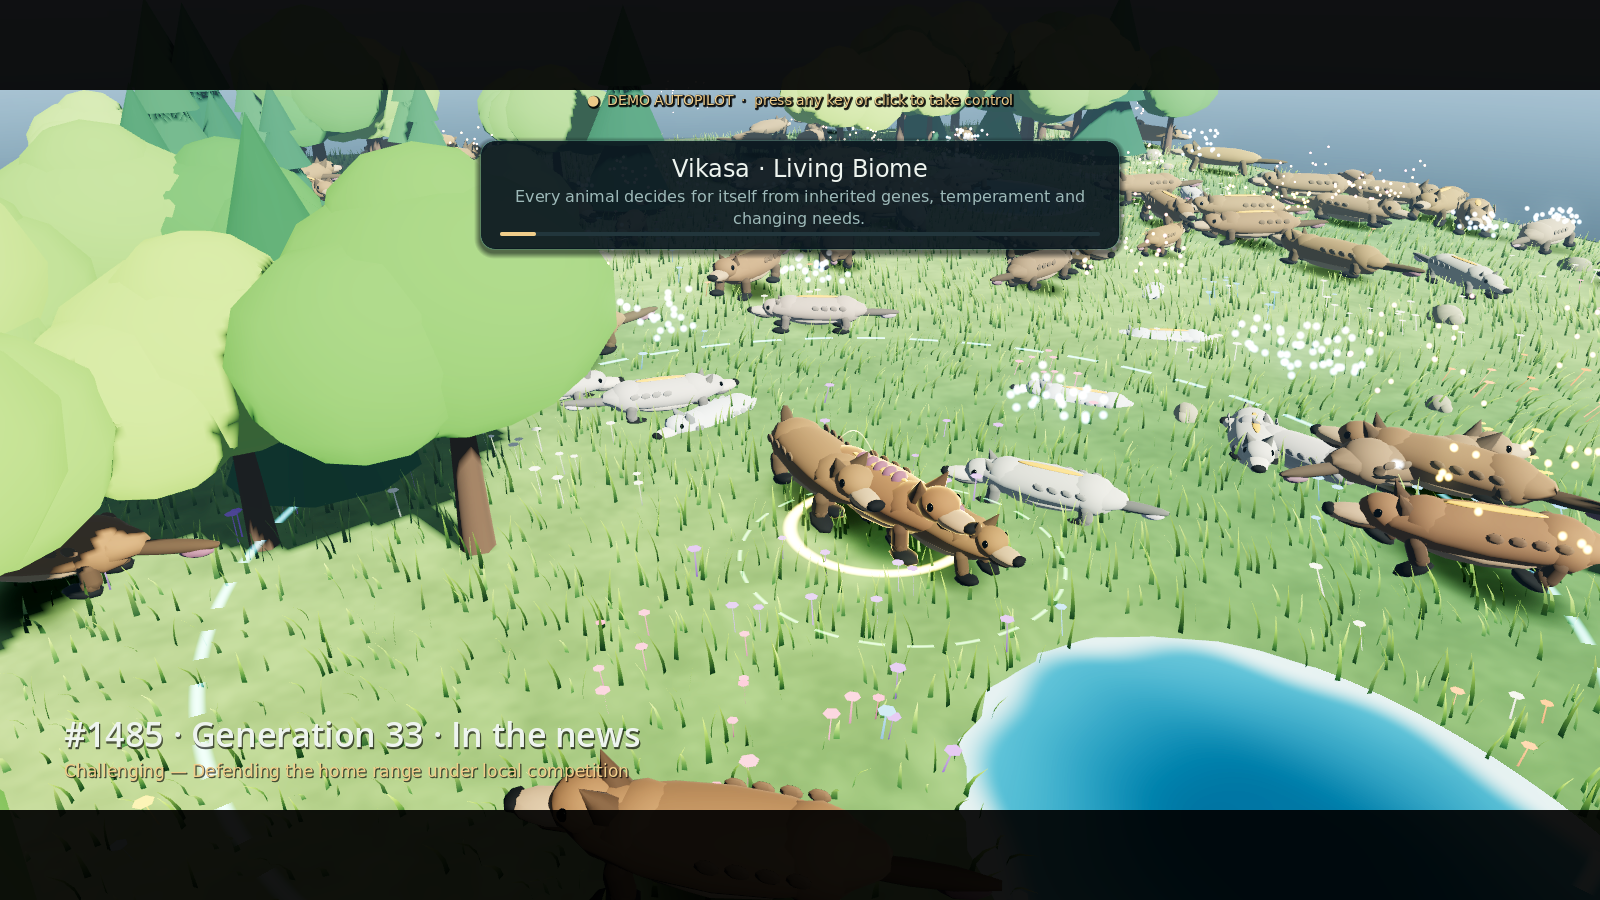 DEMO AUTOPILOT · press any key or click to take control
Vikasa · Living Biome
Every animal decides for itself from inherited genes, temperament and
changing needs.
#1485 · Generation 33 · In the news
Challenging — Defending the home range under local competition